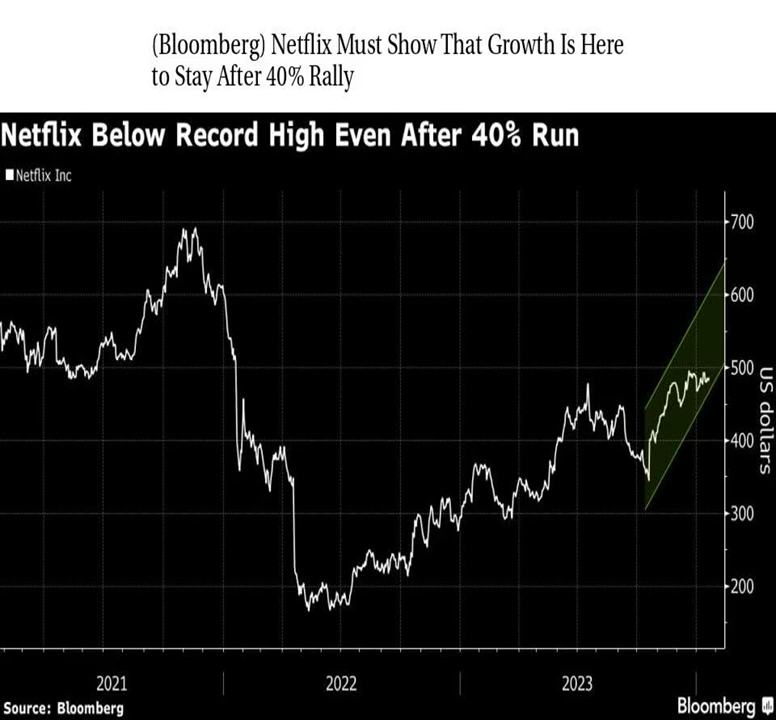 (Bloomberg) Netflix Must Show That Growth Is Here
to Stay After 40% Rally
Netflix Below Record High Even After 40% Run
Netflix Inc
700
600
500
400
300
200
US dollars
2021 2022 2023
Source: Bloomberg
Bloomberg